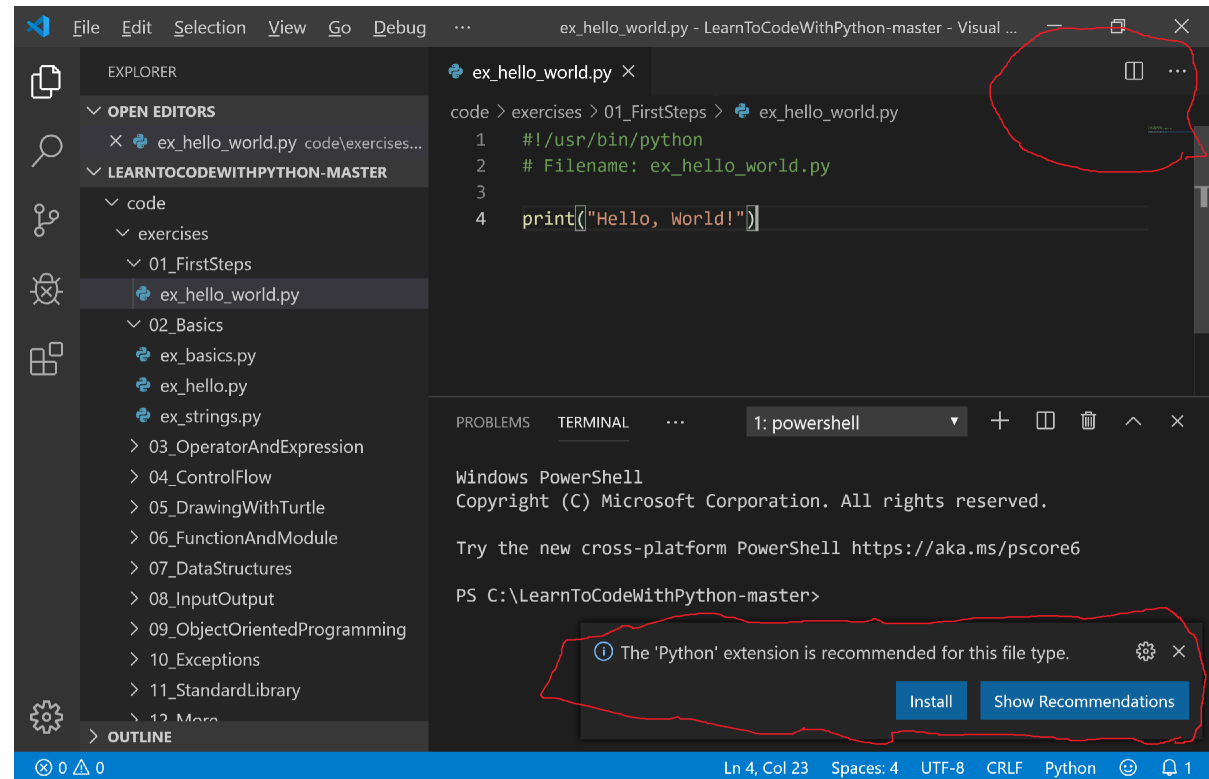 File Edit Selection View Go Debug ··· ex_hello_world.py - LearnToCodeWithPython-master - Visual ...
EXPLORER
OPEN EDITORS
ex_hello_world.py code\exercises...
LEARNTOCODEWITHPYTHON-MASTER
code
exercises
01_FirstSteps
ex_hello_world.py
02_Basics
ex_basics.py
ex_hello.py
ex_strings.py
03_OperatorAndExpression
04_ControlFlow
05_DrawingWithTurtle
06_FunctionAndModule
07_DataStructures
08_InputOutput
09_ObjectOrientedProgramming
10_Exceptions
11_StandardLibrary
12_More
OUTLINE
ex_hello_world.py
code > exercises > 01_FirstSteps > ex_hello_world.py
1 #!/usr/bin/python
2 # Filename: ex_hello_world.py
3
4 print("Hello, World!")
PROBLEMS TERMINAL ··· 1: powershell
Windows PowerShell
Copyright (C) Microsoft Corporation. All rights reserved.
Try the new cross-platform PowerShell https://aka.ms/pscore6
PS C:\LearnToCodeWithPython-master>
The 'Python' extension is recommended for this file type.
Install Show Recommendations
0 0 Ln 4, Col 23 Spaces: 4 UTF-8 CRLF Python 1